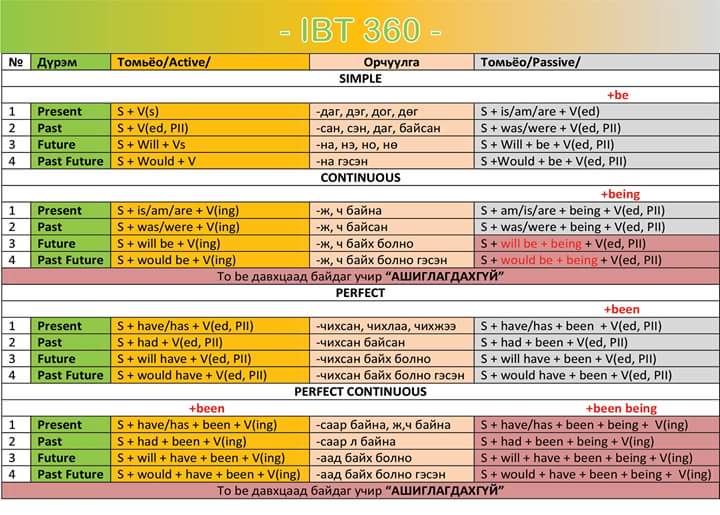 - IBT 360 -
№ Дүрэм Томьёо/Active/ Орчуулга Томьёо/Passive/
SIMPLE
+be
1 Present S + V(s) -даг, дэг, дог, дөг S + is/am/are + V(ed)
2 Past S + V(ed, PII) -сан, сэн, даг, байсан S + was/were + V(ed, PII)
3 Future S + Will + Vs -на, нэ, но, нө S + Will + be + V(ed, PII)
4 Past Future S + Would + V -на гэсэн S +Would + be + V(ed, PII)
CONTINUOUS
+being
1 Present S + is/am/are + V(ing) -ж, ч байна S + am/is/are + being + V(ed, PII)
2 Past S + was/were + V(ing) -ж, ч байсан S + was/were + being + V(ed, PII)
3 Future S + will be + V(ing) -ж, ч байх болно S + will be + being + V(ed, PII)
4 Past Future S + would be + V(ing) -ж, ч байх болно гэсэн S + would be + being + V(ed, PII)
To be давхцаад байдаг учир “АШИГЛАГДАХГҮЙ”
PERFECT
+been
1 Present S + have/has + V(ed, PII) -чихсан, чихлаа, чихжээ S + have/has + been + V(ed, PII)
2 Past S + had + V(ed, PII) -чихсан байсан S + had + been + V(ed, PII)
3 Future S + will have + V(ed, PII) -чихсан байх болно S + will have + been + V(ed, PII)
4 Past Future S + would have + V(ed, PII) -чихсан байх болно гэсэн S + would have + been + V(ed, PII)
PERFECT CONTINUOUS
+been +been being
1 Present S + have/has + been + V(ing) -саар байна, ж,ч байна S + have/has + been + being + V(ing)
2 Past S + had + been + V(ing) -саар л байна S + had + been + being + V(ing)
3 Future S + will + have + been + V(ing) -аад байх болно S + will + have + been + being + V(ing)
4 Past Future S + would + have + been + V(ing) -аад байх болно гэсэн S + would + have + been + being + V(ing)
To be давхцаад байдаг учир “АШИГЛАГДАХГҮЙ”